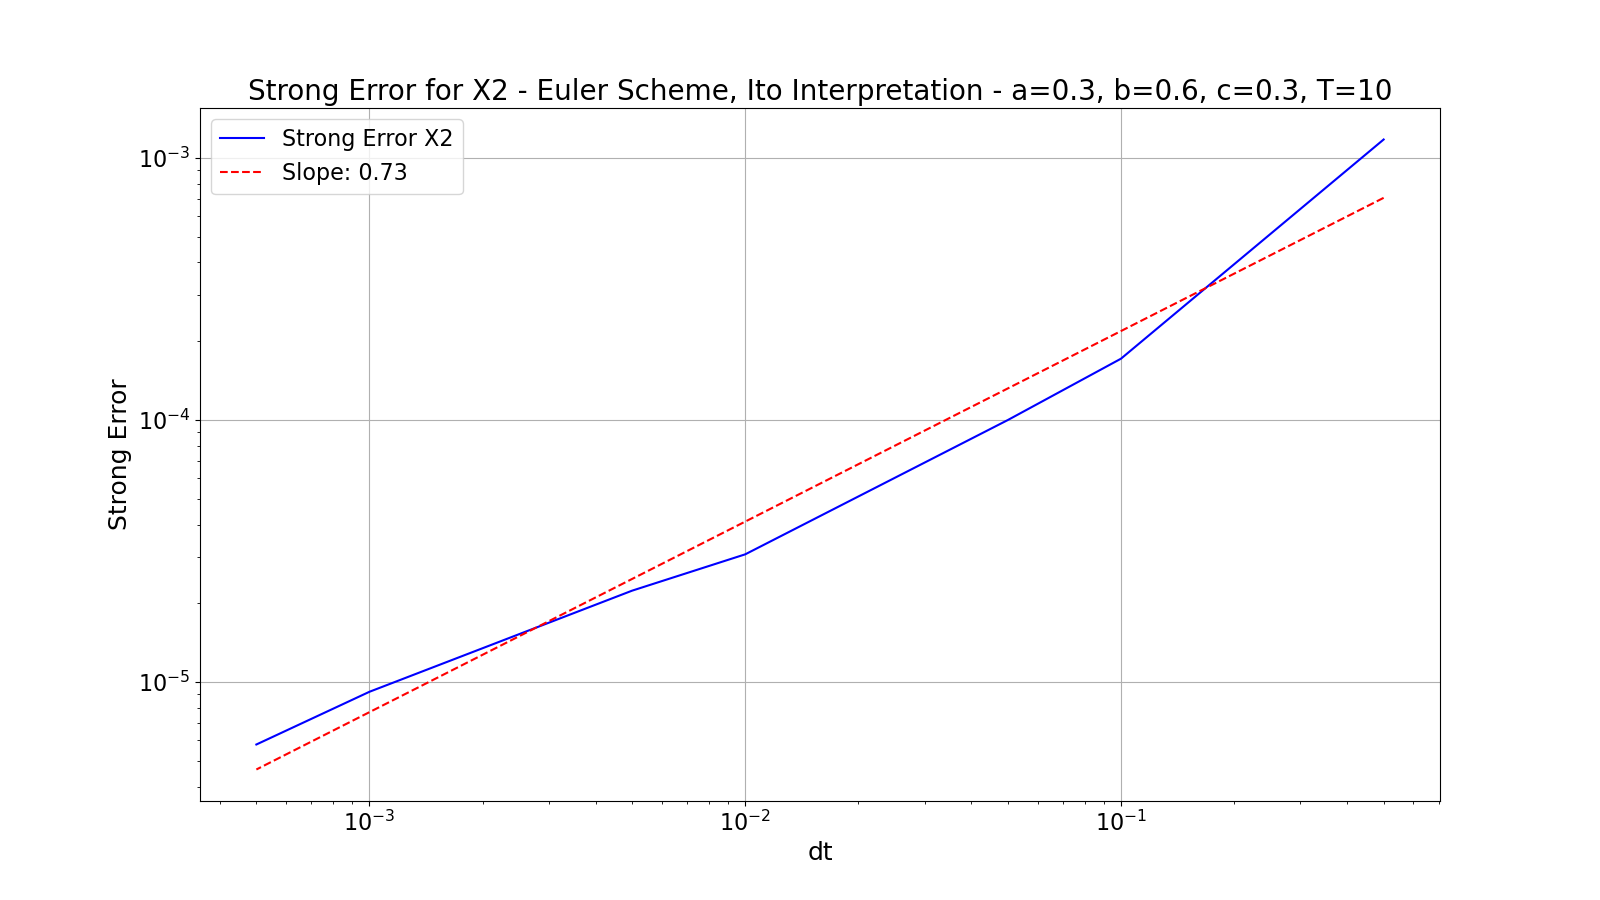 Strong Error for X2 - Euler Scheme, Ito Interpretation - a=0.3, b=0.6, c=0.3, T=10
Strong Error X2
Slope: 0.73
10⁻³
10⁻⁴
10⁻⁵
Strong Error
10⁻³ 10⁻² 10⁻¹
dt